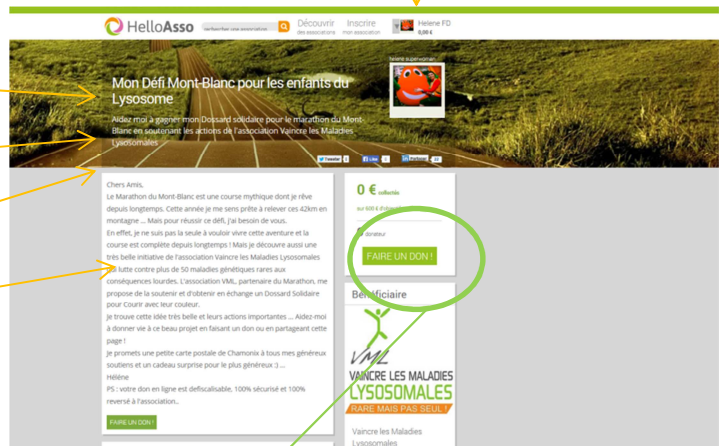 HelloAsso
rechercher une association
Découvrir
des associations
Inscrire
mon association
Helene FD
0,00 €
helene superwoman
Mon Défi Mont-Blanc pour les enfants du
Lysosome
Aidez moi à gagner mon Dossard solidaire pour le marathon du Mont
Blanc en soutenant les actions de l'association Vaincre les Maladies
Lysosomales
Tweeter
Like
Partager
Chers Amis,
Le Marathon du Mont-Blanc est une course mythique dont je rêve
depuis longtemps. Cette année je me sens prête à relever ces 42km en
montagne ... Mais pour réussir ce défi, j'ai besoin de vous.
En effet, je ne suis pas la seule à vouloir vivre cette aventure et la
course est complète depuis longtemps ! Mais je découvre aussi une
très belle initiative de l'association Vaincre les Maladies Lysosomales
qui lutte contre plus de 50 maladies génétiques rares aux
conséquences lourdes. L'association VML, partenaire du Marathon, me
propose de la soutenir et d'obtenir en échange un Dossard Solidaire
pour Courir avec leur couleur.
Je trouve cette idée très belle et leurs actions importantes ... Aidez-moi
à donner vie à ce beau projet en faisant un don ou en partageant cette
page !
Je promets une petite carte postale de Chamonix à tous mes généreux
soutiens et un cadeau surprise pour le plus généreux :) ...
Hélène
PS : votre don en ligne est defiscalisable, 100% sécurisé et 100%
reversé à l'association..
FAIRE UN DON !
0 € collectés
sur 600 €
0 donateur
FAIRE UN DON !
Bénéficiaire
VML
VAINCRE LES MALADIES
LYSOSOMALES
RARE MAIS PAS SEUL !
Vaincre les Maladies
Lysosomales